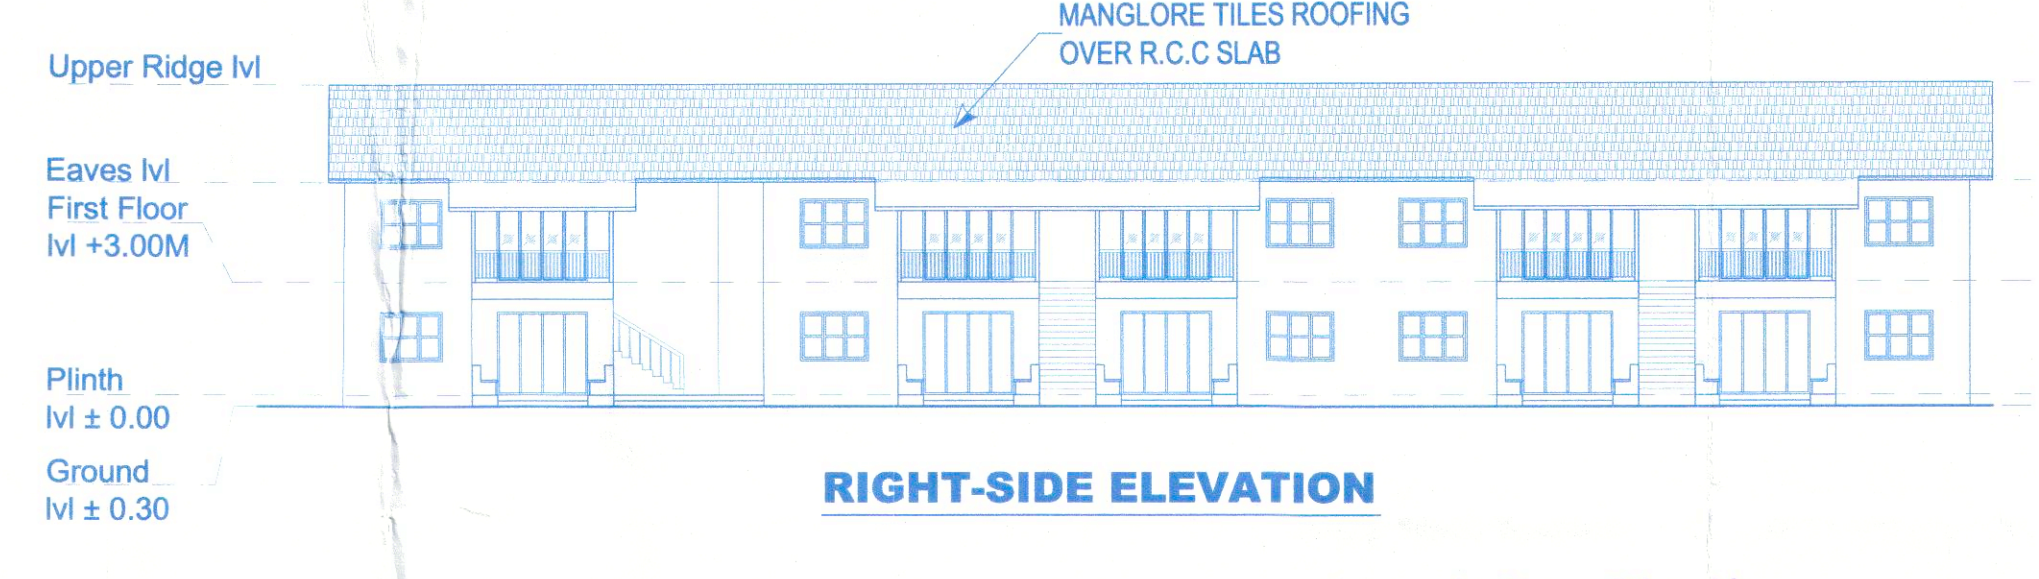 MANGLORE TILES ROOFING
OVER R.C.C SLAB
Upper Ridge lvl
Eaves lvl
First Floor
lvl +3.00M
Plinth
lvl ± 0.00
Ground
lvl ± 0.30
RIGHT-SIDE ELEVATION